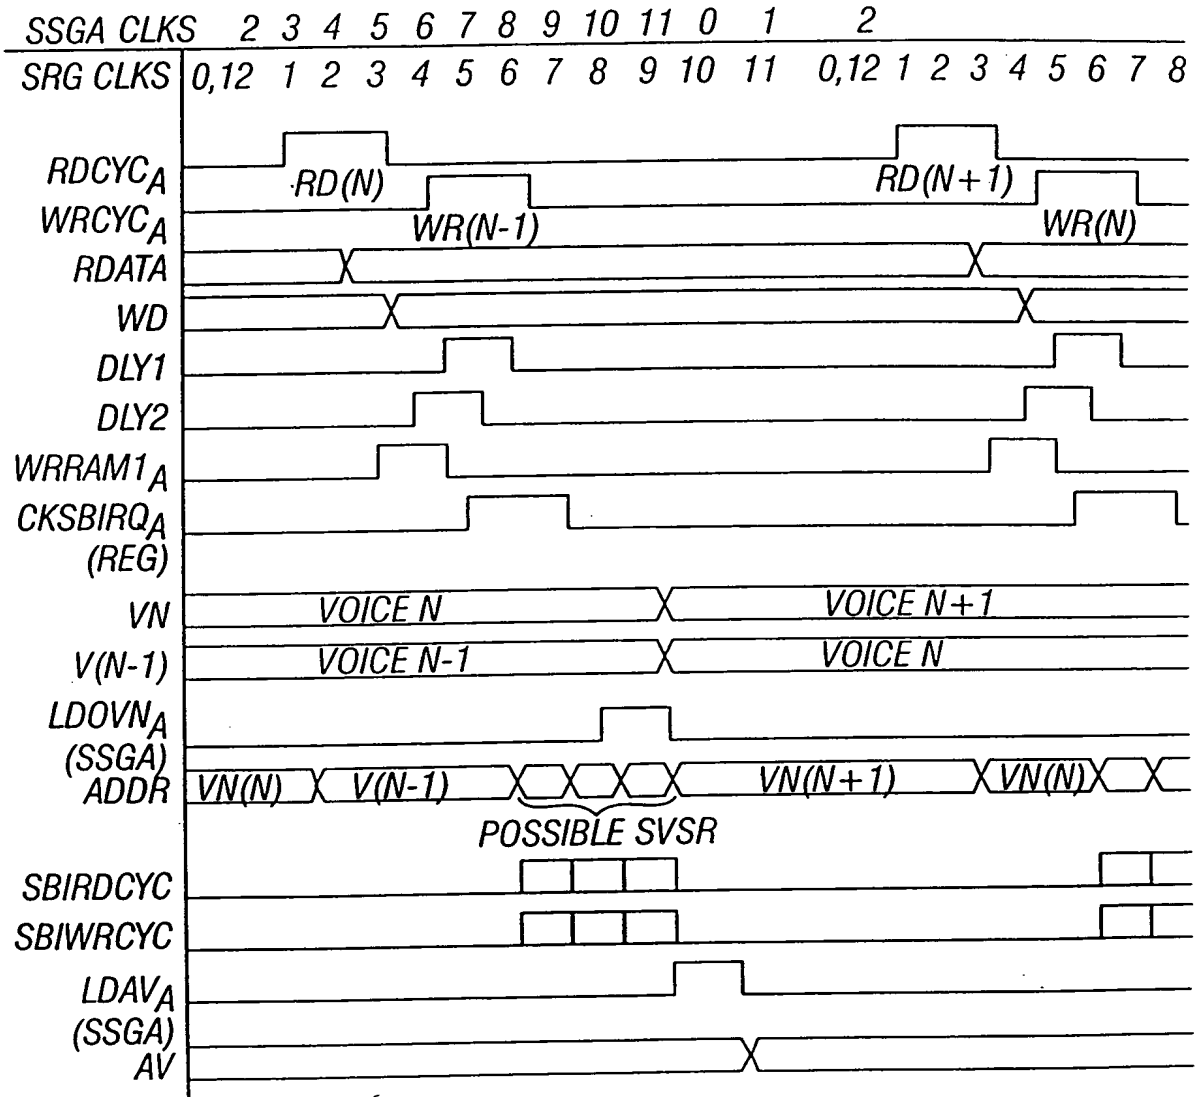 SSGA CLKS 2 3 4 5 6 7 8 9 10 11 0 1 2
SRG CLKS 0,12 1 2 3 4 5 6 7 8 9 10 11 0,12 1 2 3 4 5 6 7 8
RDCYCA RD(N) RD(N+1)
WRCYCA WR(N-1) WR(N)
RDATA
WD
DLY1
DLY2
WRRAM1A
CKSBIRQA
(REG)
VN VOICE N VOICE N+1
V(N-1) VOICE N-1 VOICE N
LDOVNA
(SSGA)
ADDR VN(N) V(N-1) VN(N+1) VN(N)
POSSIBLE SVSR
SBIRDCYC
SBIWRCYC
LDAVA
(SSGA)
AV